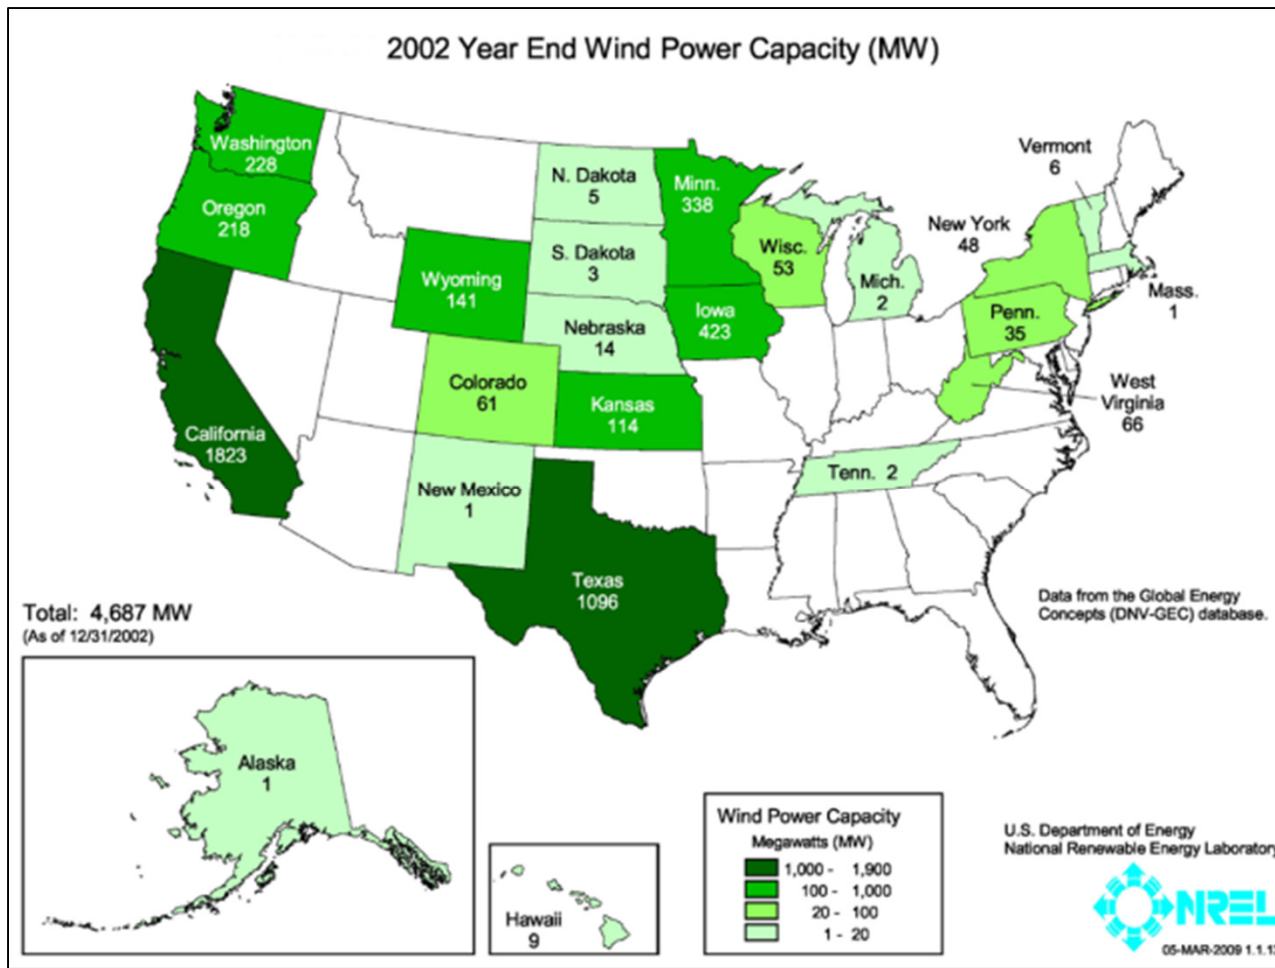 2002 Year End Wind Power Capacity (MW)
Washington
228
Oregon
218
California
1823
Wyoming
141
Colorado
61
New Mexico
1
N. Dakota
5
S. Dakota
3
Nebraska
14
Kansas
114
Texas
1096
Minn.
338
Iowa
423
Wisc.
53
Mich.
2
Tenn. 2
Vermont
6
New York
48
Mass.
1
Penn.
35
West
Virginia
66
Total: 4,687 MW
(As of 12/31/2002)
Data from the Global Energy
Concepts (DNV-GEC) database.
Alaska
1
Hawaii
9
Wind Power Capacity
Megawatts (MW)
1,000 - 1,900
100 - 1,000
20 - 100
1 - 20
U.S. Department of Energy
National Renewable Energy Laboratory
NREL
05-MAR-2009 1.1.